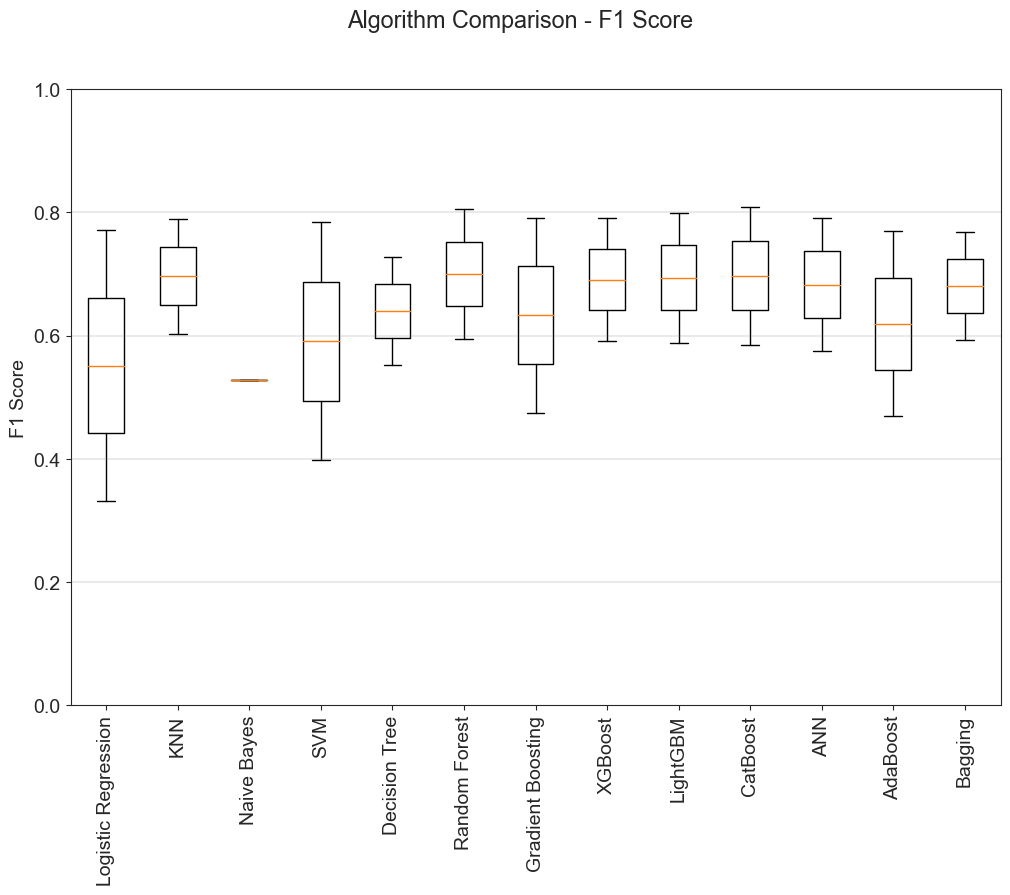 Algorithm Comparison - F1 Score
F1 Score
1.0
0.8
0.6
0.4
0.2
0.0
Logistic Regression
KNN
Naive Bayes
SVM
Decision Tree
Random Forest
Gradient Boosting
XGBoost
LightGBM
CatBoost
ANN
AdaBoost
Bagging